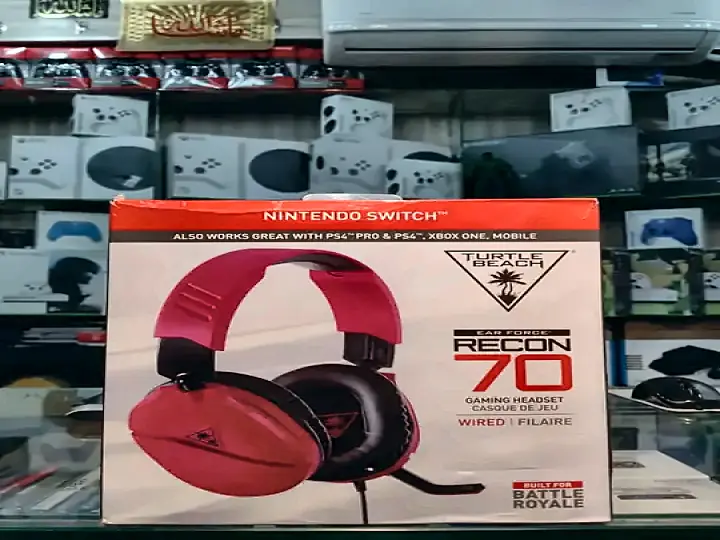 NINTENDO SWITCH™
ALSO WORKS GREAT WITH PS4™ PRO & PS4™, XBOX ONE, MOBILE
TURTLE
BEACH®
EAR FORCE®
RECON
70
GAMING HEADSET
CASQUE DE JEU
WIRED | FILAIRE
BUILT FOR
BATTLE
ROYALE